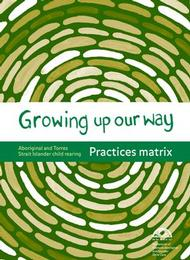 Growing up our way
Aboriginal and Torres
Strait Islander child rearing
Practices matrix